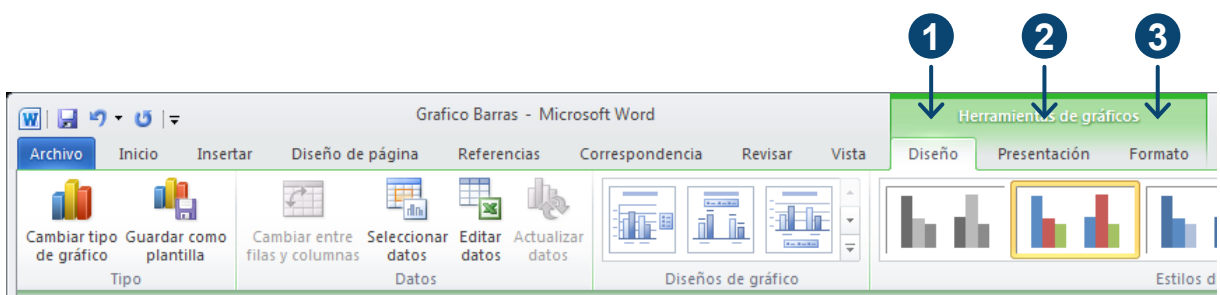 1 2 3
W
Grafico Barras - Microsoft Word
Herramientas de gráficos
Archivo Inicio Insertar Diseño de página Referencias Correspondencia Revisar Vista Diseño Presentación Formato
Cambiar tipo de gráfico
Guardar como plantilla
Cambiar entre filas y columnas
Seleccionar datos
Editar datos
Actualizar datos
Tipo Datos Diseños de gráfico Estilos d